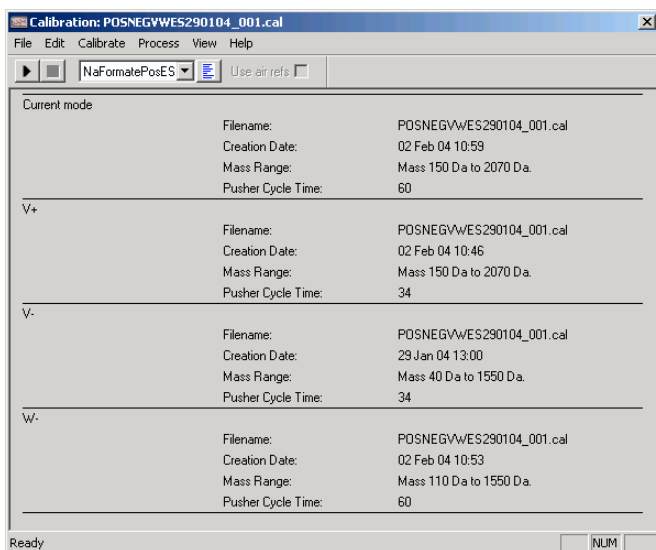 Calibration: POSNEGVWES290104_001.cal
File Edit Calibrate Process View Help
NaFormatePosES Use air refs
Current mode
Filename: POSNEGVWES290104_001.cal
Creation Date: 02 Feb 04 10:59
Mass Range: Mass 150 Da to 2070 Da.
Pusher Cycle Time: 60
V+
Filename: POSNEGVWES290104_001.cal
Creation Date: 02 Feb 04 10:46
Mass Range: Mass 150 Da to 2070 Da.
Pusher Cycle Time: 34
V-
Filename: POSNEGVWES290104_001.cal
Creation Date: 29 Jan 04 13:00
Mass Range: Mass 40 Da to 1550 Da.
Pusher Cycle Time: 34
W-
Filename: POSNEGVWES290104_001.cal
Creation Date: 02 Feb 04 10:53
Mass Range: Mass 110 Da to 1550 Da.
Pusher Cycle Time: 60
Ready NUM